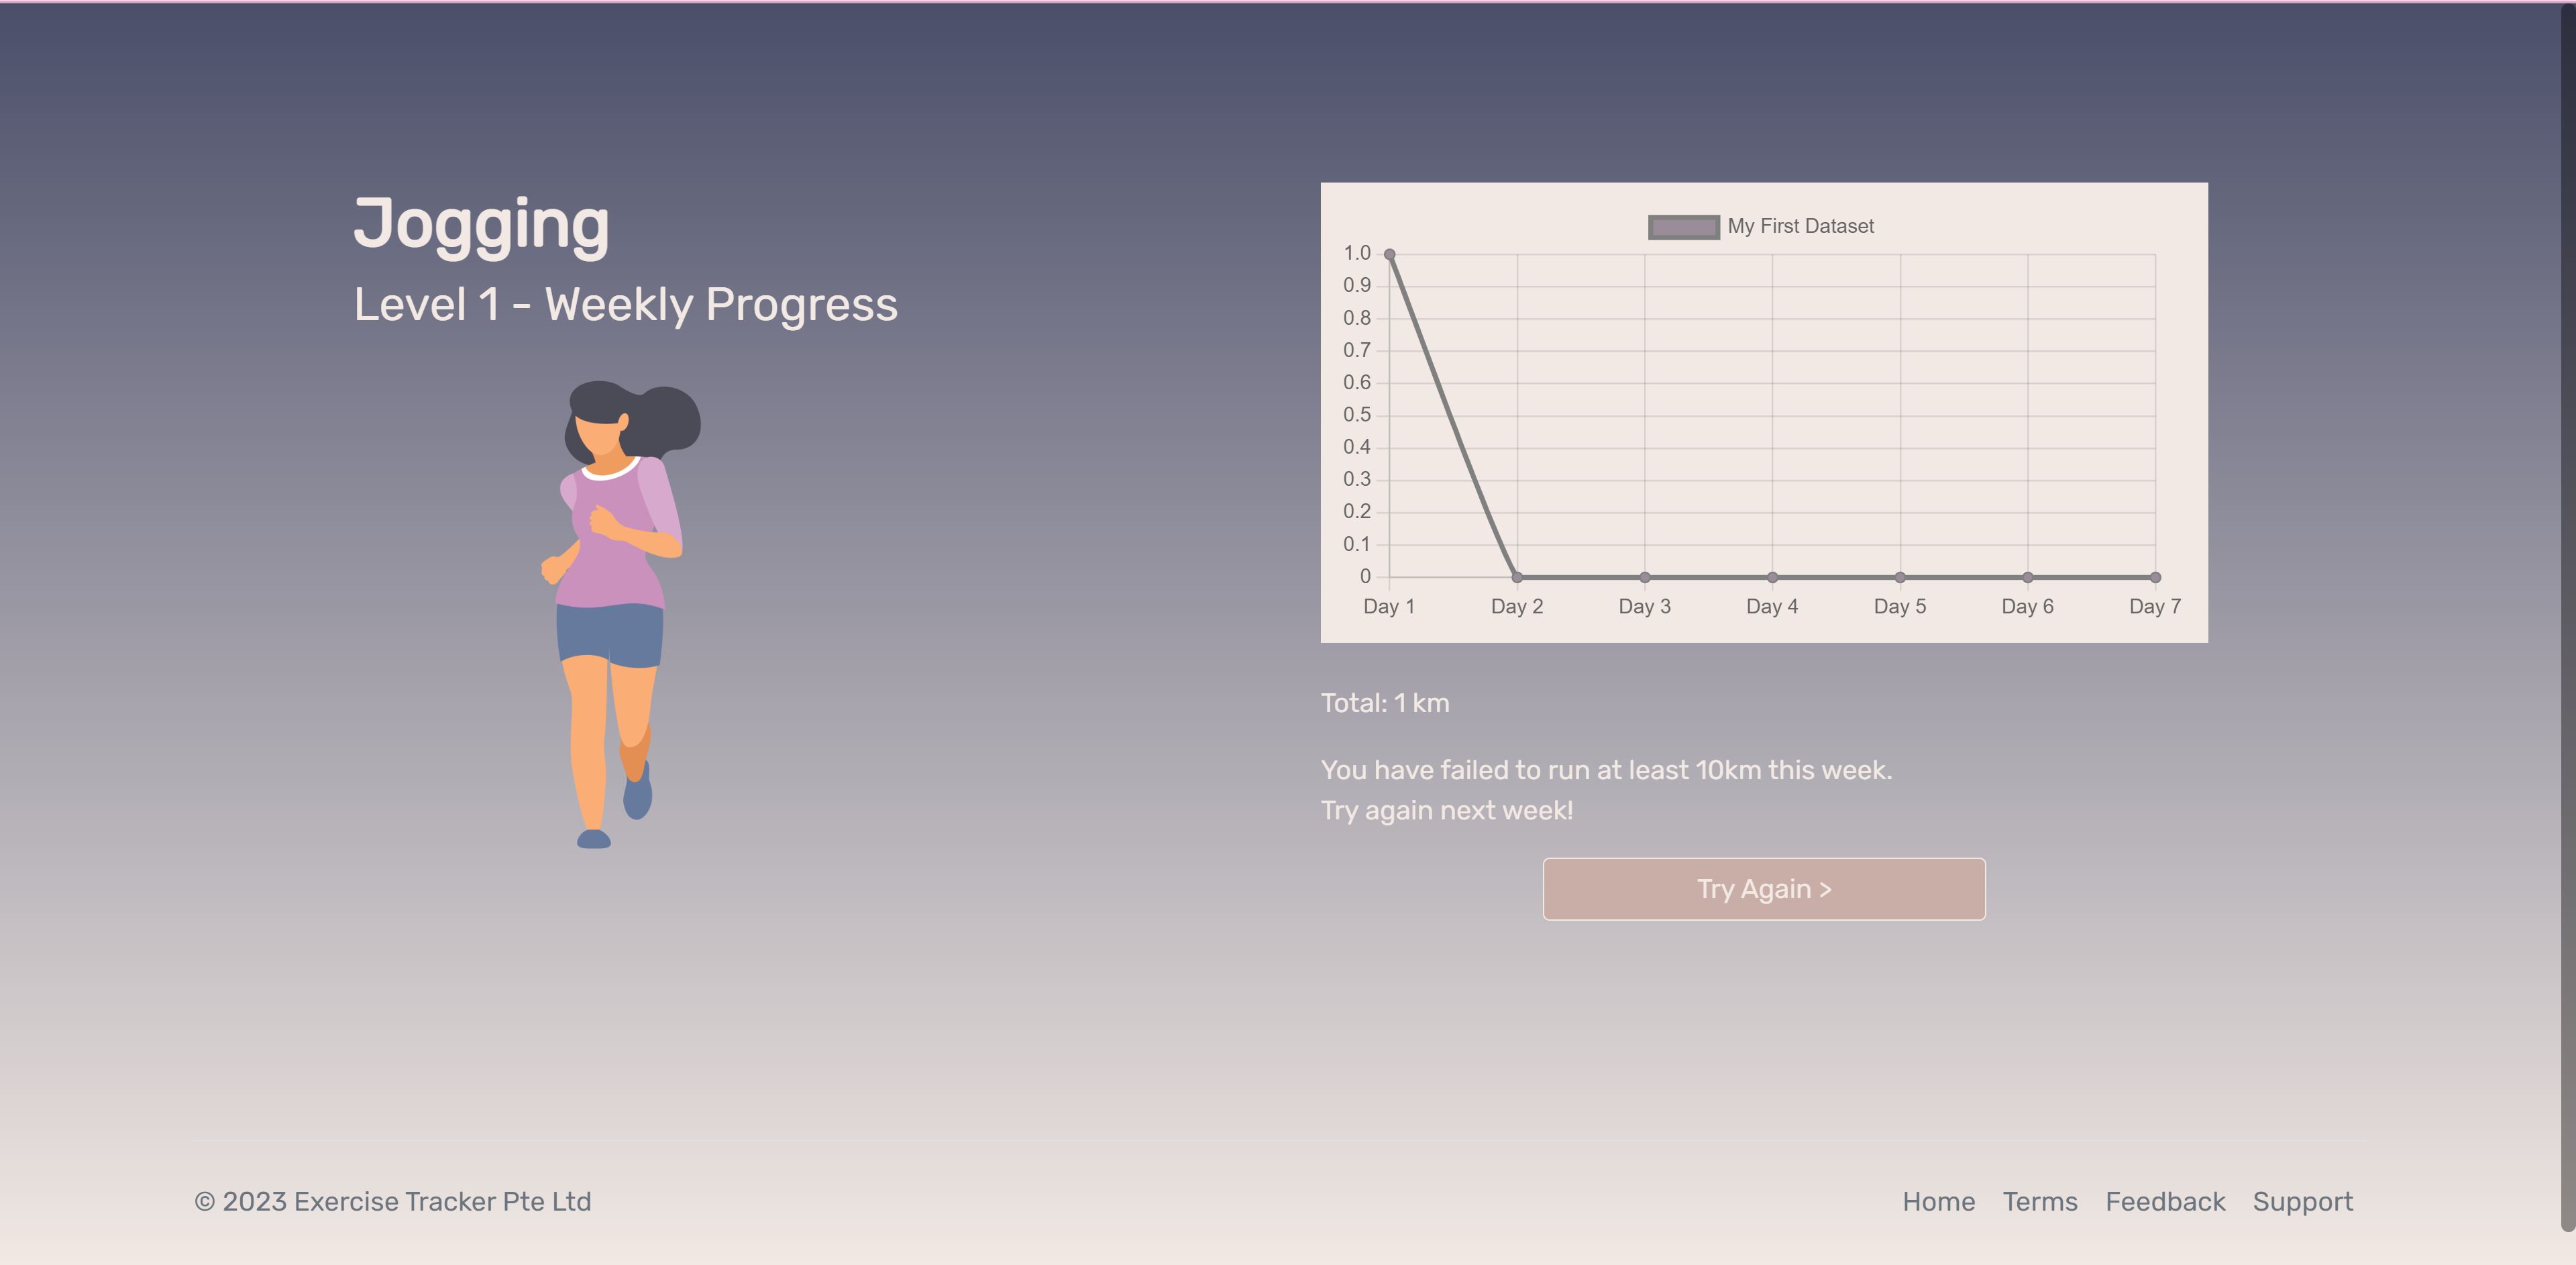 Jogging
Level 1 - Weekly Progress
My First Dataset
1.0
0.9
0.8
0.7
0.6
0.5
0.4
0.3
0.2
0.1
0
Day 1 Day 2 Day 3 Day 4 Day 5 Day 6 Day 7
Total: 1 km
You have failed to run at least 10km this week.
Try again next week!
Try Again >
© 2023 Exercise Tracker Pte Ltd
Home Terms Feedback Support